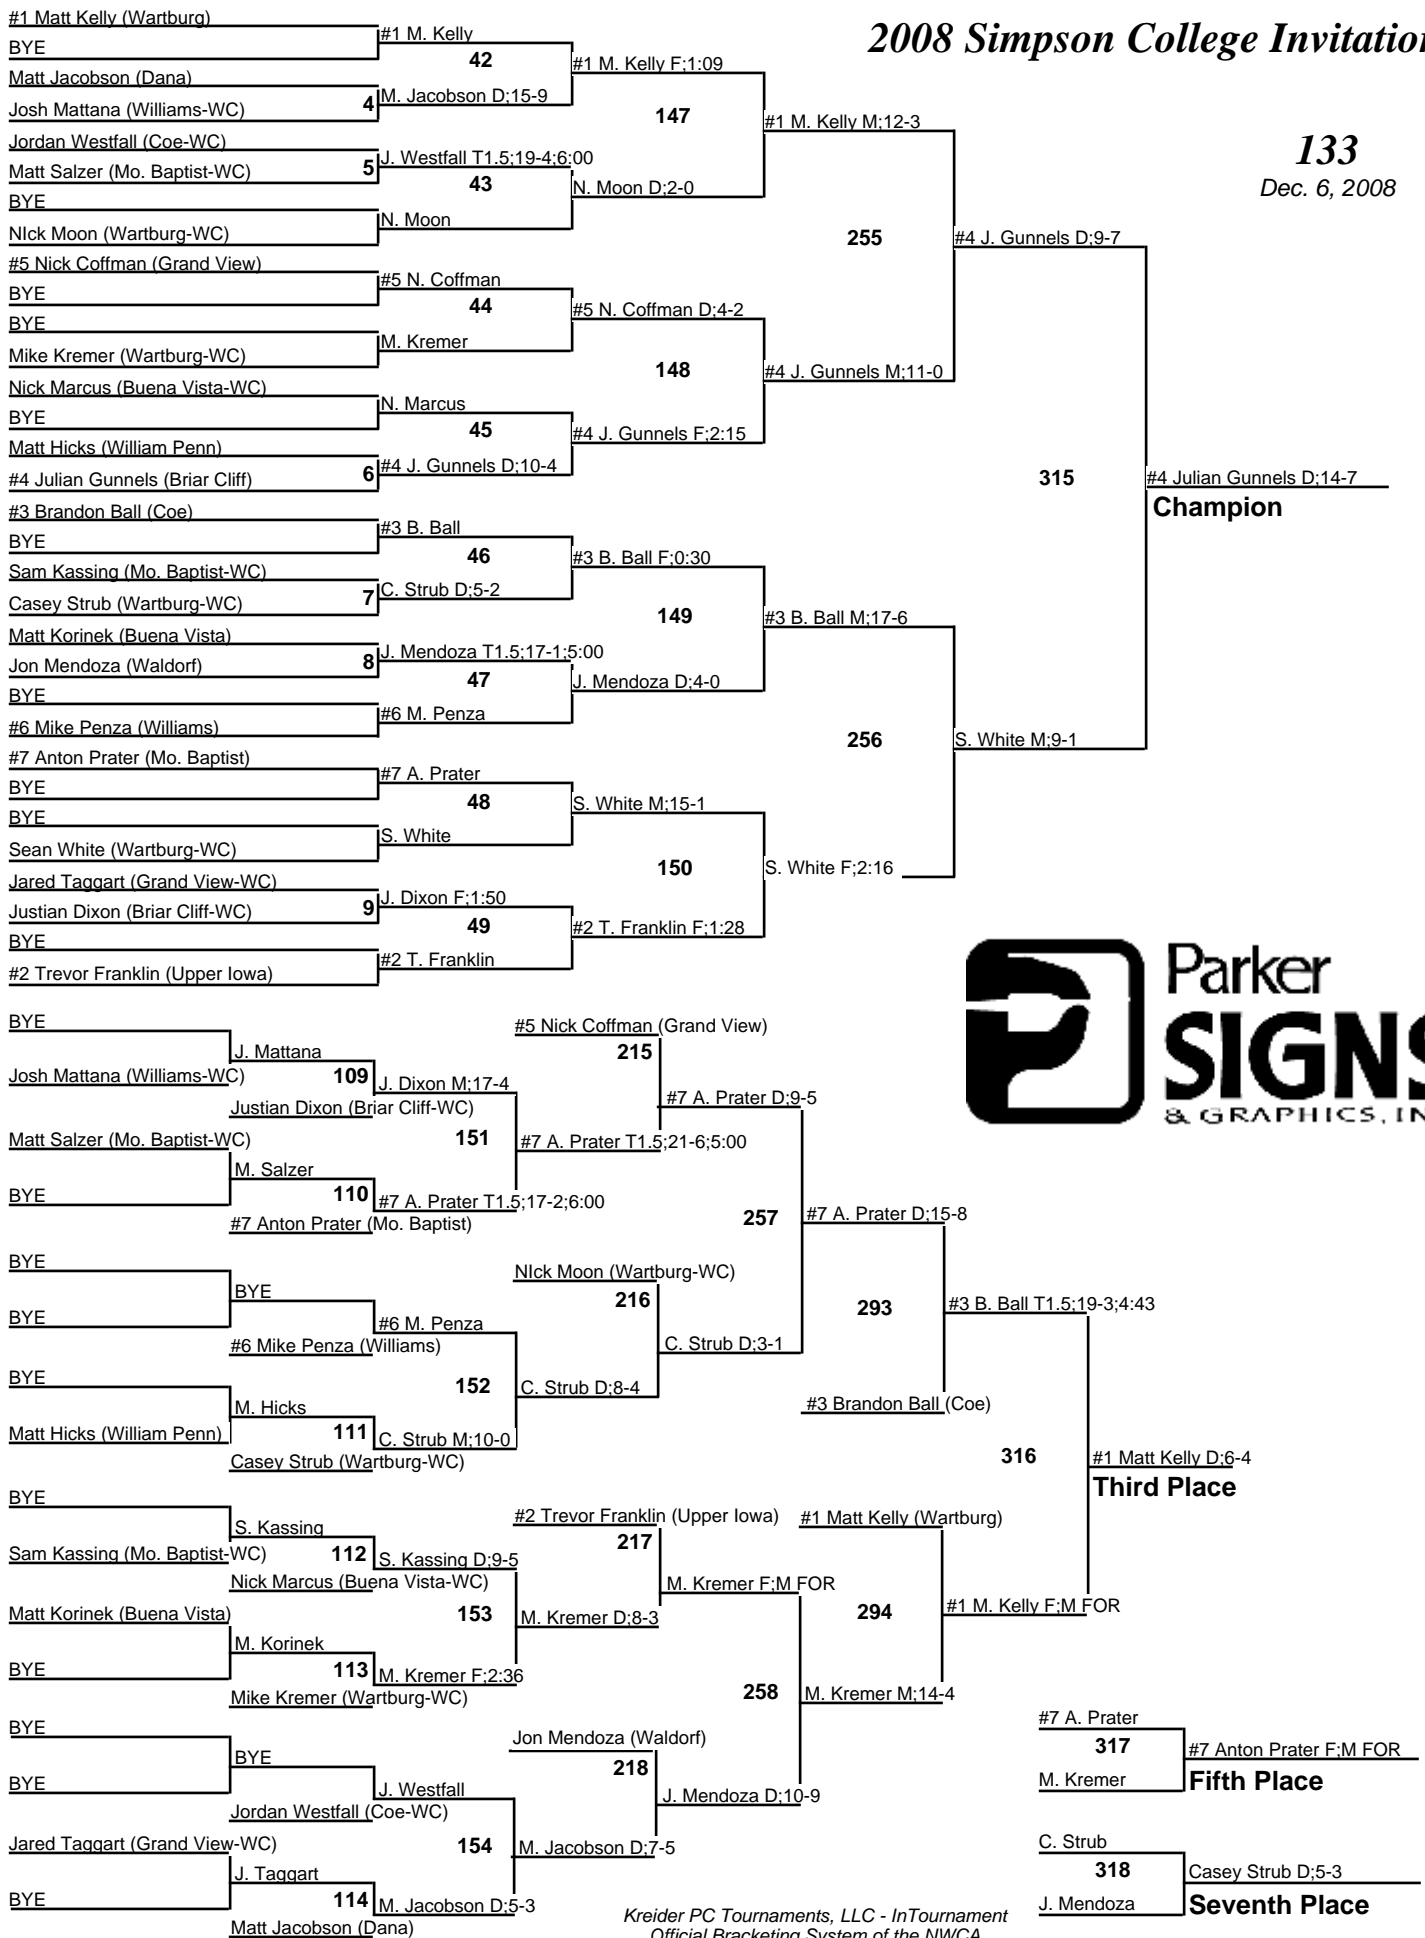 #1 Matt Kelly (Wartburg)
BYE
Matt Jacobson (Dana)
Josh Mattana (Williams-WC)
Jordan Westfall (Coe-WC)
Matt Salzer (Mo. Baptist-WC)
BYE
NIck Moon (Wartburg-WC)
#5 Nick Coffman (Grand View)
BYE
BYE
Mike Kremer (Wartburg-WC)
Nick Marcus (Buena Vista-WC)
BYE
Matt Hicks (William Penn)
#4 Julian Gunnels (Briar Cliff)
#3 Brandon Ball (Coe)
BYE
Sam Kassing (Mo. Baptist-WC)
Casey Strub (Wartburg-WC)
Matt Korinek (Buena Vista)
Jon Mendoza (Waldorf)
BYE
#6 Mike Penza (Williams)
#7 Anton Prater (Mo. Baptist)
BYE
BYE
Sean White (Wartburg-WC)
Jared Taggart (Grand View-WC)
Justian Dixon (Briar Cliff-WC)
BYE
#2 Trevor Franklin (Upper Iowa)
4
5
6
7
8
9
#1 M. Kelly
42
M. Jacobson D;15-9
J. Westfall T1.5;19-4;6:00
43
N. Moon
#5 N. Coffman
44
M. Kremer
N. Marcus
45
#4 J. Gunnels D;10-4
#3 B. Ball
46
C. Strub D;5-2
J. Mendoza T1.5;17-1;5:00
47
#6 M. Penza
#7 A. Prater
48
S. White
J. Dixon F;1:50
49
#2 T. Franklin
#1 M. Kelly F;1:09
147
N. Moon D;2-0
#5 N. Coffman D;4-2
148
#4 J. Gunnels F;2:15
#3 B. Ball F;0:30
149
J. Mendoza D;4-0
S. White M;15-1
150
#2 T. Franklin F;1:28
#1 M. Kelly M;12-3
255
#4 J. Gunnels M;11-0
#3 B. Ball M;17-6
256
S. White F;2:16
#4 J. Gunnels D;9-7
315
S. White M;9-1
#4 Julian Gunnels D;14-7
Champion
2008 Simpson College Invitation
133
Dec. 6, 2008
Parker
SIGNS
& GRAPHICS, IN
BYE
Josh Mattana (Williams-WC)
Matt Salzer (Mo. Baptist-WC)
BYE
BYE
BYE
BYE
Matt Hicks (William Penn)
BYE
Sam Kassing (Mo. Baptist-WC)
Matt Korinek (Buena Vista)
BYE
BYE
BYE
Jared Taggart (Grand View-WC)
BYE
J. Mattana
109
Justian Dixon (Briar Cliff-WC)
M. Salzer
110
#7 Anton Prater (Mo. Baptist)
BYE
#6 Mike Penza (Williams)
M. Hicks
111
Casey Strub (Wartburg-WC)
S. Kassing
112
Nick Marcus (Buena Vista-WC)
M. Korinek
113
Mike Kremer (Wartburg-WC)
BYE
Jordan Westfall (Coe-WC)
J. Taggart
114
Matt Jacobson (Dana)
J. Dixon M;17-4
151
#7 A. Prater T1.5;17-2;6:00
#6 M. Penza
152
C. Strub M;10-0
S. Kassing D;9-5
153
M. Kremer F;2:36
J. Westfall
154
M. Jacobson D;5-3
#5 Nick Coffman (Grand View)
215
#7 A. Prater T1.5;21-6;5:00
NIck Moon (Wartburg-WC)
216
C. Strub D;8-4
#2 Trevor Franklin (Upper Iowa)
217
M. Kremer D;8-3
Jon Mendoza (Waldorf)
218
M. Jacobson D;7-5
#7 A. Prater D;9-5
257
C. Strub D;3-1
M. Kremer F;M FOR
258
J. Mendoza D;10-9
#7 A. Prater D;15-8
293
#3 Brandon Ball (Coe)
#1 Matt Kelly (Wartburg)
294
M. Kremer M;14-4
#3 B. Ball T1.5;19-3;4:43
316
#1 M. Kelly F;M FOR
#1 Matt Kelly D;6-4
Third Place
#7 A. Prater
317
M. Kremer
#7 Anton Prater F;M FOR
Fifth Place
C. Strub
318
J. Mendoza
Casey Strub D;5-3
Seventh Place
Kreider PC Tournaments, LLC - InTournament
Official Bracketing System of the NWCA